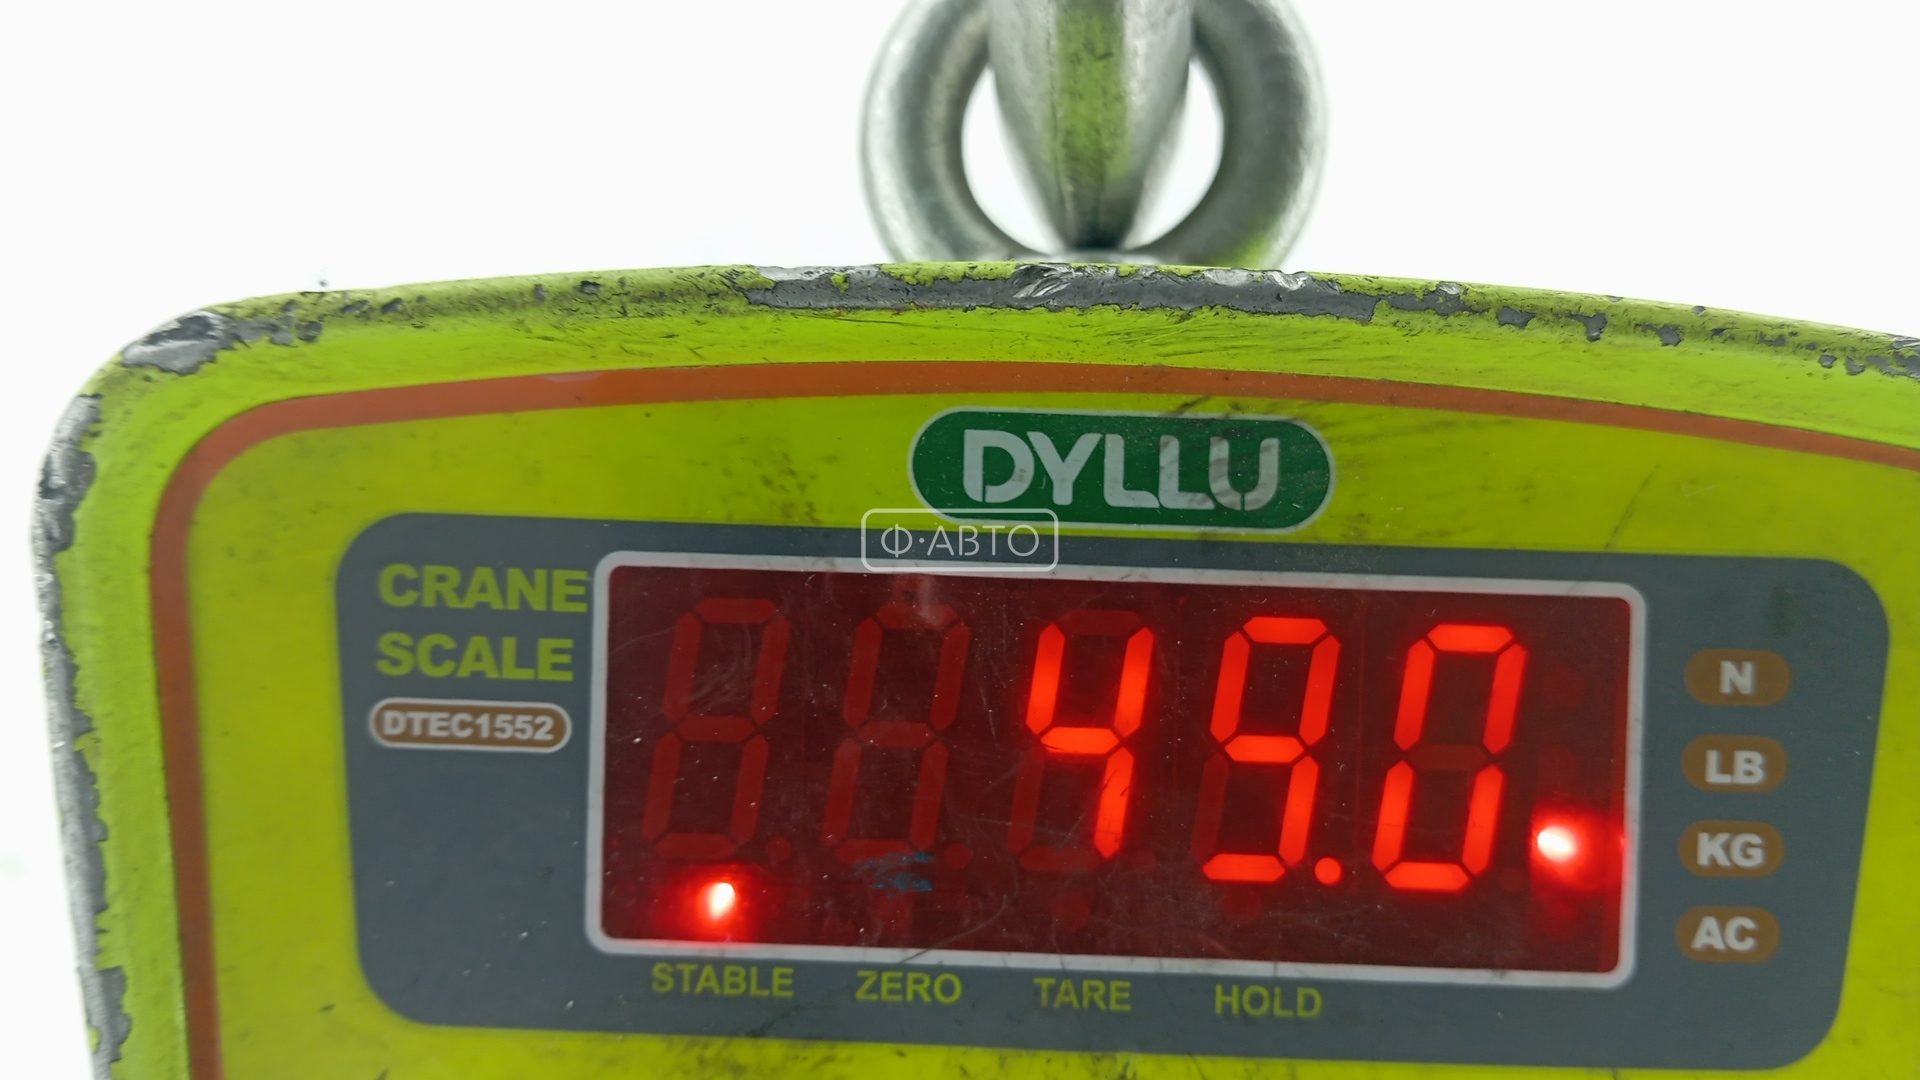 DYLLU
Ф·АВТО
CRANE
SCALE
DTEC1552
49.0
N
LB
KG
AC
STABLE ZERO TARE HOLD